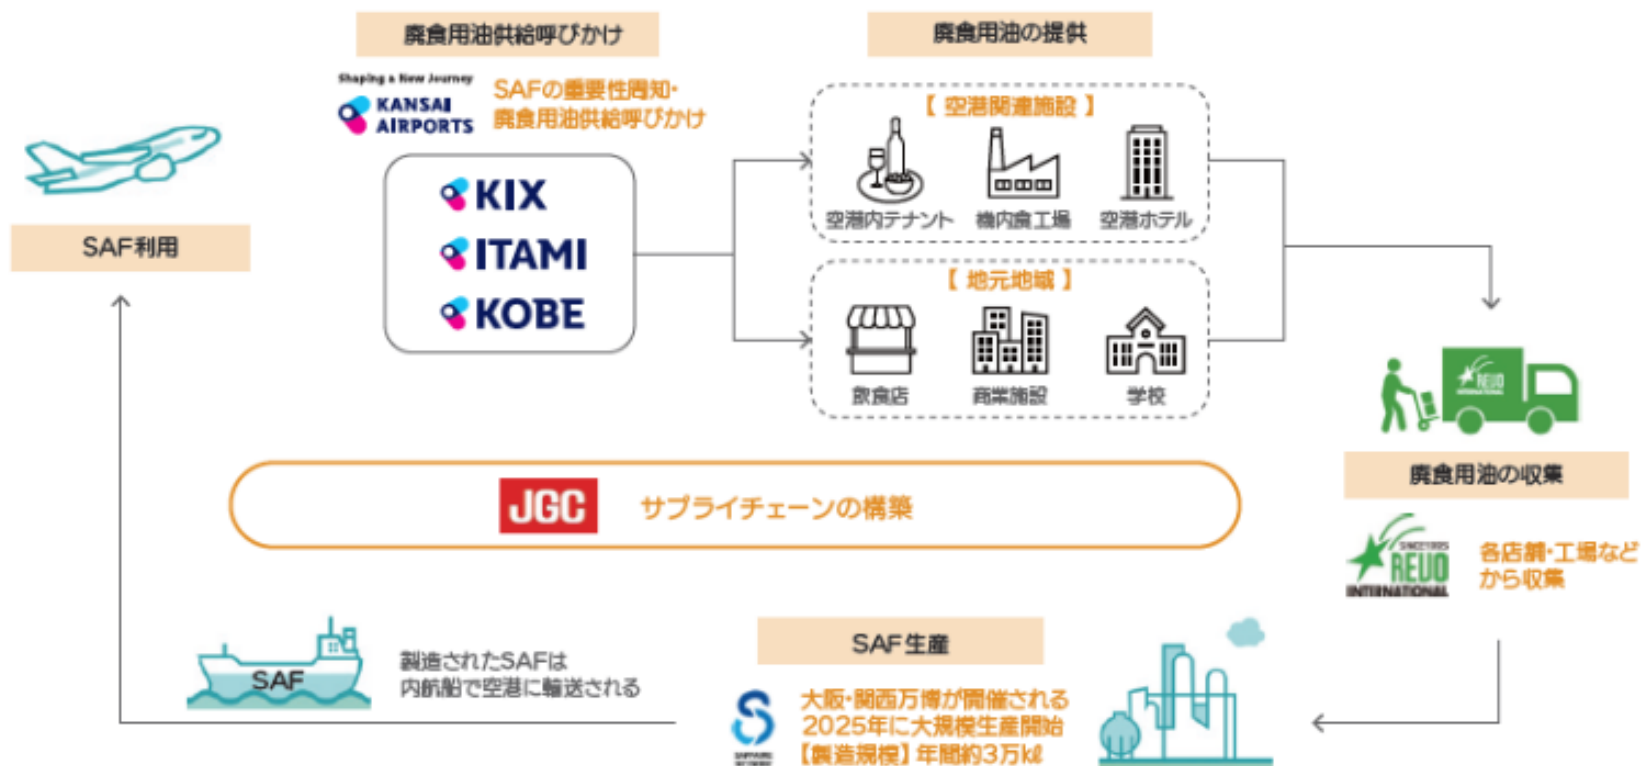 廃食用油供給呼びかけ
Shaping a New Journey
KANSAI
AIRPORTS
SAFの重要性周知・
廃食用油供給呼びかけ
KIX
ITAMI
KOBE
廃食用油の提供
【 空港関連施設 】
空港内テナント
機内食工場
空港ホテル
【 地元地域 】
飲食店
商業施設
学校
REVO
INTERNATIONAL
廃食用油の収集
SINCE1995
REVO
INTERNATIONAL
各店舗・工場など
から収集
JGC
サプライチェーンの構築
SAF生産
大阪・関西万博が開催される
2025年に大規模生産開始
【製造規模】年間約3万㎘
SAF
製造されたSAFは
内航船で空港に輸送される
SAF利用